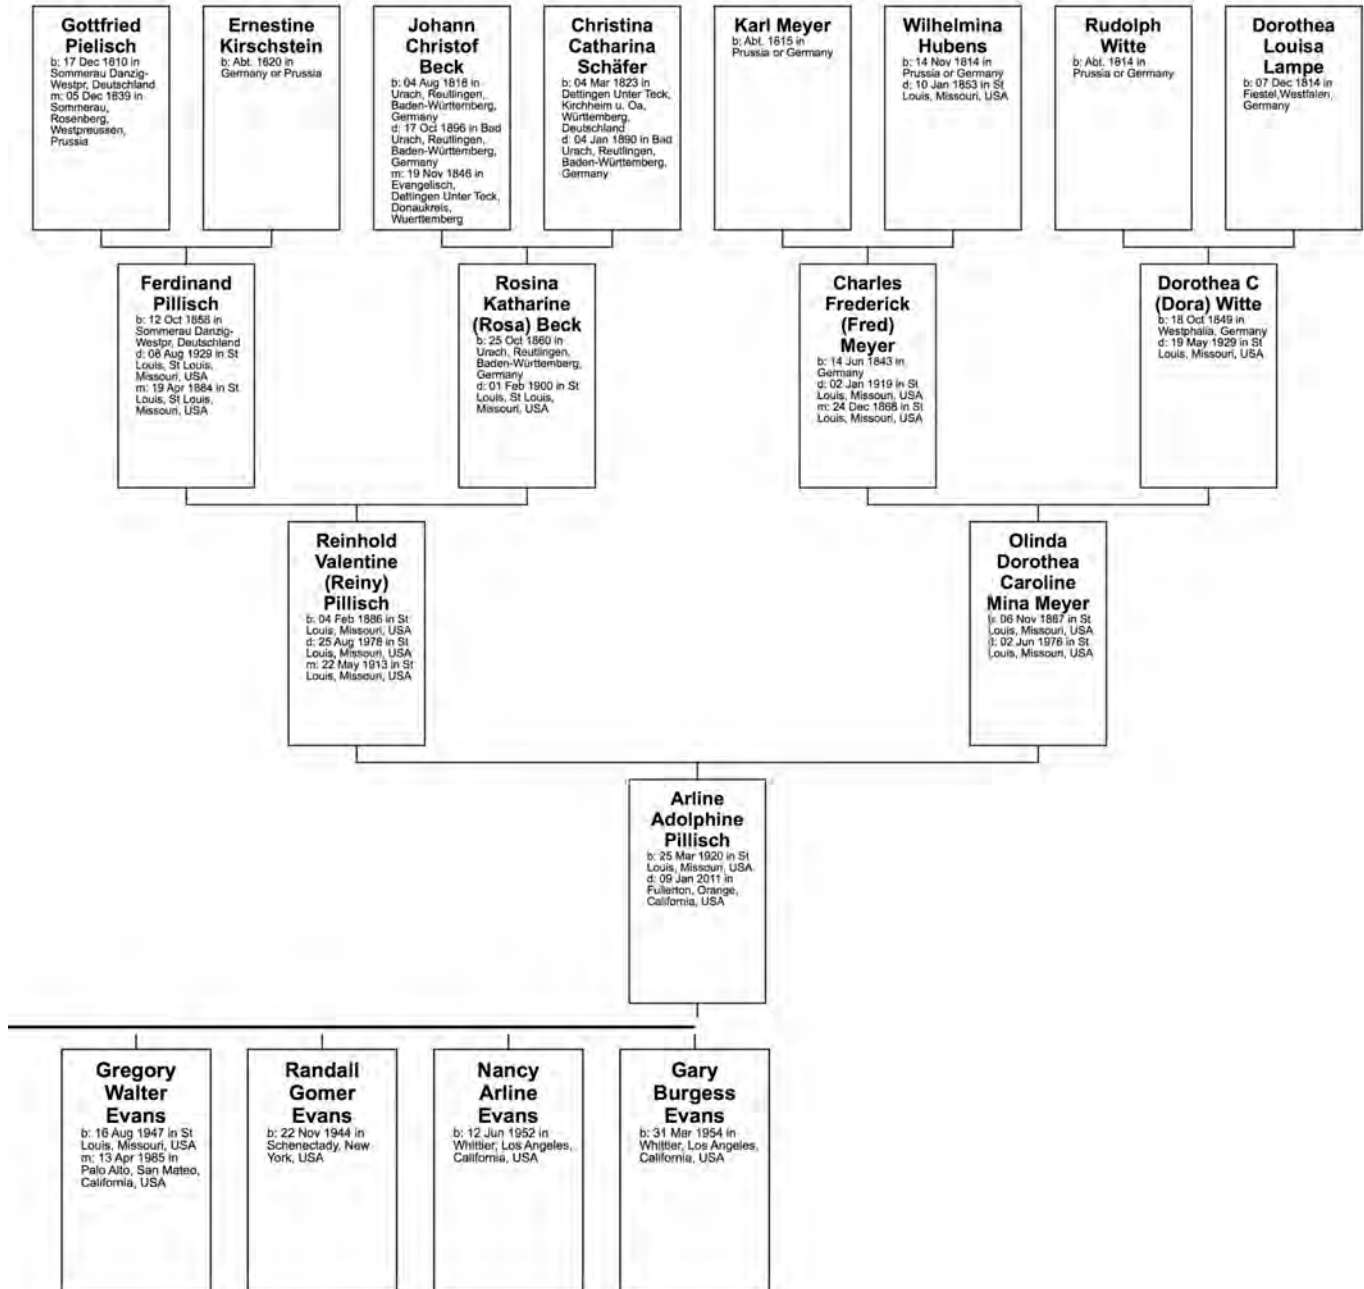 Gottfried
Pielisch
b: 17 Dec 1810 in
Sommerau Danzig-
Westpr, Deutschland
m: 05 Dec 1839 in
Sommerau,
Rosenberg,
Westpreussen,
Prussia
Ernestine
Kirschstein
b: Abt. 1620 in
Germany or Prussia
Johann
Christof
Beck
b: 04 Aug 1818 in
Urach, Reutlingen,
Baden-Württemberg,
Germany
d: 17 Oct 1896 in Bad
Urach, Reutlingen,
Baden-Württemberg,
Germany
m: 19 Nov 1846 in
Evangelisch,
Dettingen Unter Teck,
Donaukreis,
Wuerttemberg
Christina
Catharina
Schäfer
b: 04 Mar 1823 in
Dettingen Unter Teck,
Kirchheim u. Oa,
Württemberg,
Deutschland
d: 04 Jan 1890 in Bad
Urach, Reutlingen,
Baden-Württemberg,
Germany
Karl Meyer
b: Abt. 1815 in
Prussia or Germany
Wilhelmina
Hubens
b: 14 Nov 1814 in
Prussia or Germany
d: 10 Jan 1853 in St
Louis, Missouri, USA
Rudolph
Witte
b: Abt. 1814 in
Prussia or Germany
Dorothea
Louisa
Lampe
b: 07 Dec 1814 in
Fiestel,Westfalen,
Germany
Ferdinand
Pillisch
b: 12 Oct 1858 in
Sommerau Danzig-
Westpr, Deutschland
d: 08 Aug 1929 in St
Louis, St Louis,
Missouri, USA
m: 19 Apr 1884 in St
Louis, St Louis,
Missouri, USA
Rosina
Katharine
(Rosa) Beck
b: 25 Oct 1860 in
Urach, Reutlingen,
Baden-Württemberg,
Germany
d: 01 Feb 1900 in St
Louis, St Louis,
Missouri, USA
Charles
Frederick
(Fred)
Meyer
b: 14 Jun 1843 in
Germany
d: 02 Jan 1919 in St
Louis, Missouri, USA
m: 24 Dec 1868 in St
Louis, Missouri, USA
Dorothea C
(Dora) Witte
b: 18 Oct 1849 in
Westphalia, Germany
d: 19 May 1929 in St
Louis, Missouri, USA
Reinhold
Valentine
(Reiny)
Pillisch
b: 04 Feb 1886 in St
Louis, Missouri, USA
d: 25 Aug 1978 in St
Louis, Missouri, USA
m: 22 May 1913 in St
Louis, Missouri, USA
Olinda
Dorothea
Caroline
Mina Meyer
b: 06 Nov 1887 in St
Louis, Missouri, USA
d: 02 Jun 1976 in St
Louis, Missouri, USA
Arline
Adolphine
Pillisch
b: 25 Mar 1920 in St
Louis, Missouri, USA
d: 09 Jan 2011 in
Fullerton, Orange,
California, USA
Gregory
Walter
Evans
b: 16 Aug 1947 in St
Louis, Missouri, USA
m: 13 Apr 1985 in
Palo Alto, San Mateo,
California, USA
Randall
Gomer
Evans
b: 22 Nov 1944 in
Schenectady, New
York, USA
Nancy
Arline
Evans
b: 12 Jun 1952 in
Whittier, Los Angeles,
California, USA
Gary
Burgess
Evans
b: 31 Mar 1954 in
Whittier, Los Angeles,
California, USA